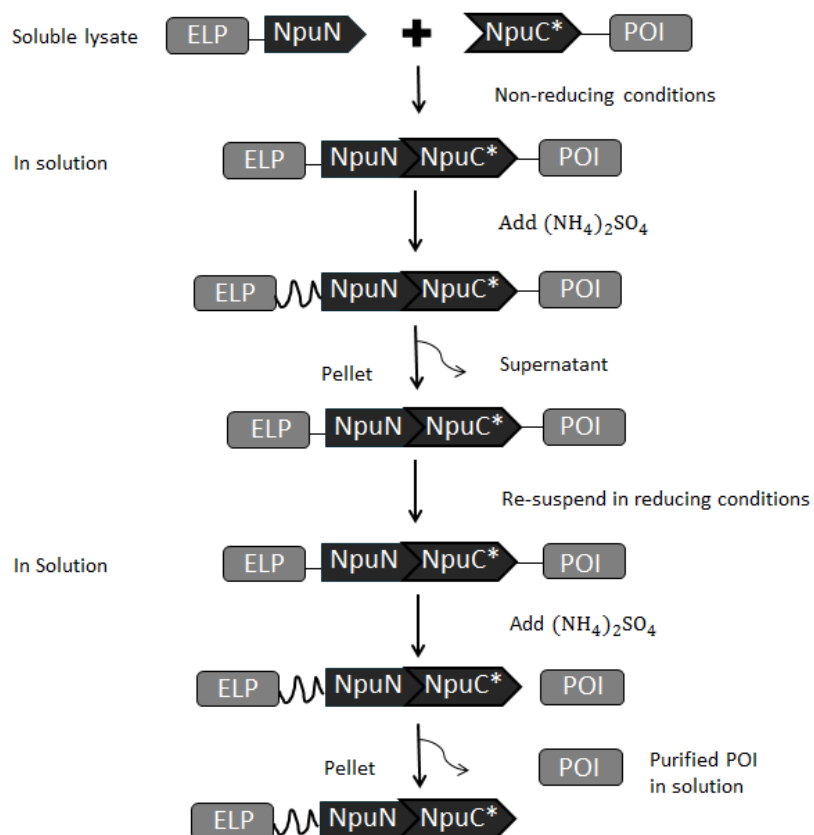 Soluble lysate ELP NpuN + NpuC* POI
Non-reducing conditions
In solution ELP NpuN NpuC* POI
Add (NH₄)₂SO₄
ELP NpuN NpuC* POI
Pellet Supernatant
ELP NpuN NpuC* POI
Re-suspend in reducing conditions
In Solution ELP NpuN NpuC* POI
Add (NH₄)₂SO₄
ELP NpuN NpuC* POI
Pellet POI Purified POI
in solution
ELP NpuN NpuC*